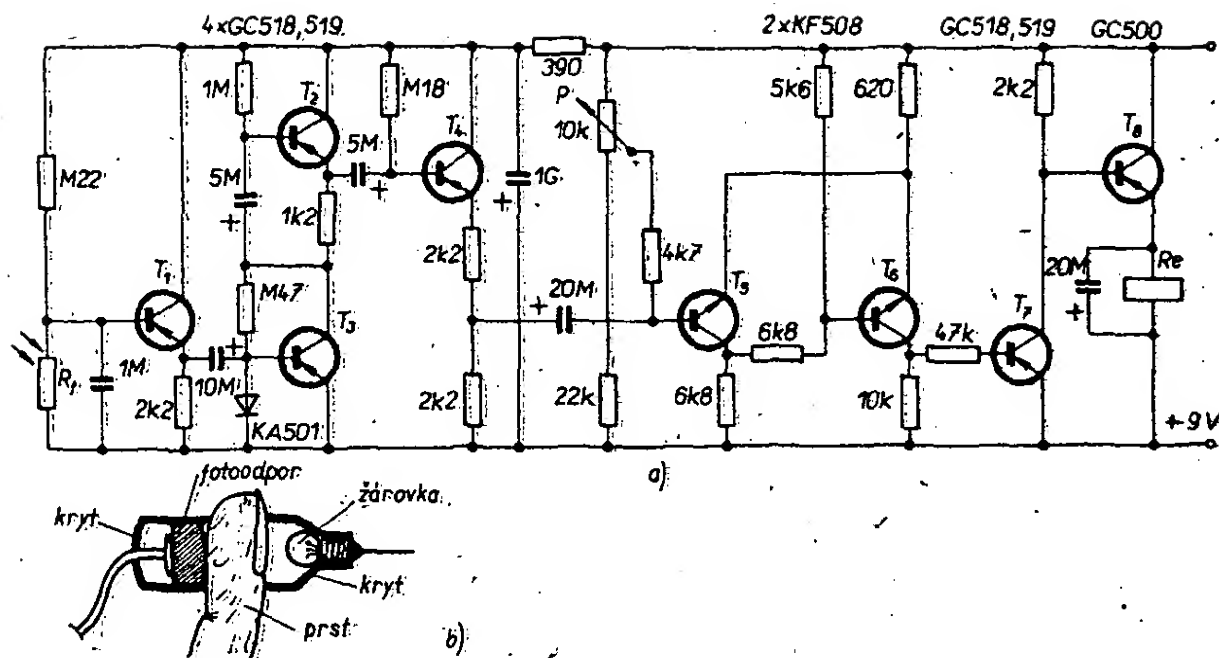 4xGC518,519.
2xKF508
GC518,519
GC500
390
1M
T2
M18
T4
P
10k
5k6
620
2k2
T8
M22
5M
5M
1G
1k2
2k2
4k7
T1
M47
T3
20M
T5
T6
T7
20M
Re
6k8
47k
Rf
1M
2k2
10M
KA501
2k2
22k
6k8
10k
+9V
a)
fotoodpor
kryt
žárovka
kryt
prst
b)